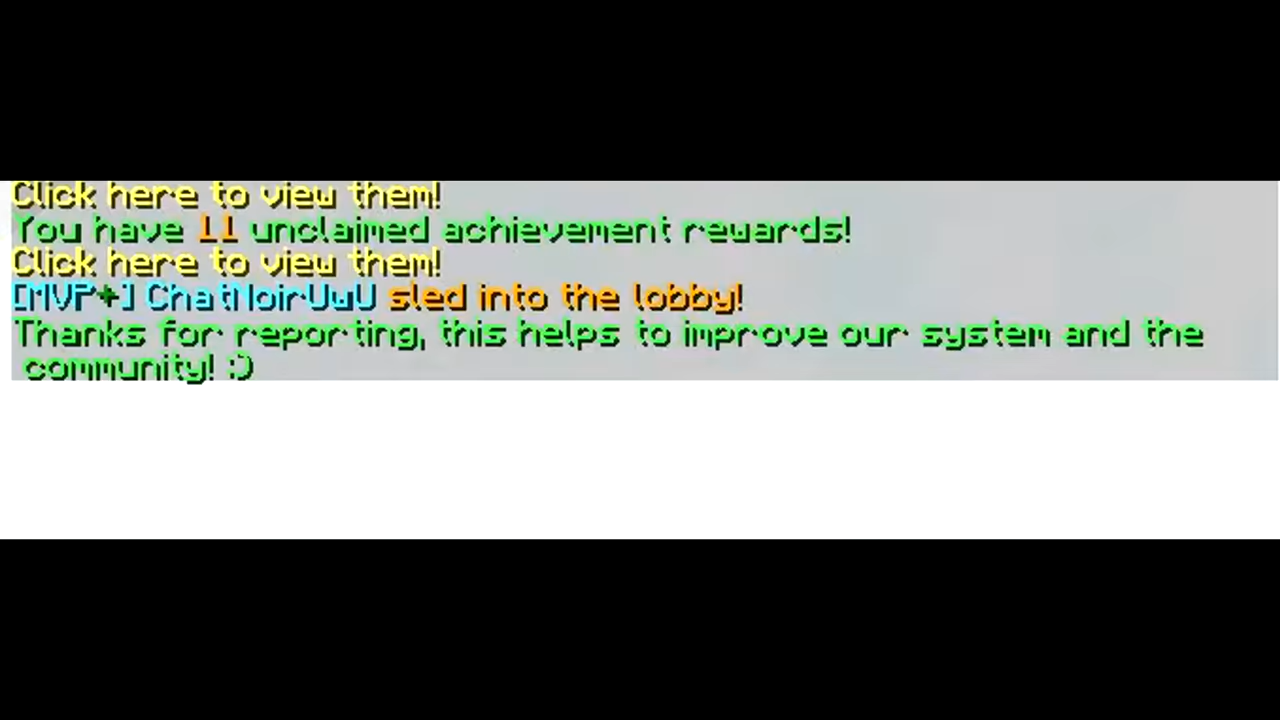 Click here to view them!
You have 11 unclaimed achievement rewards!
Click here to view them!
[MVP+] ChatNoirUwU sled into the lobby!
Thanks for reporting, this helps to improve our system and the
community! :)